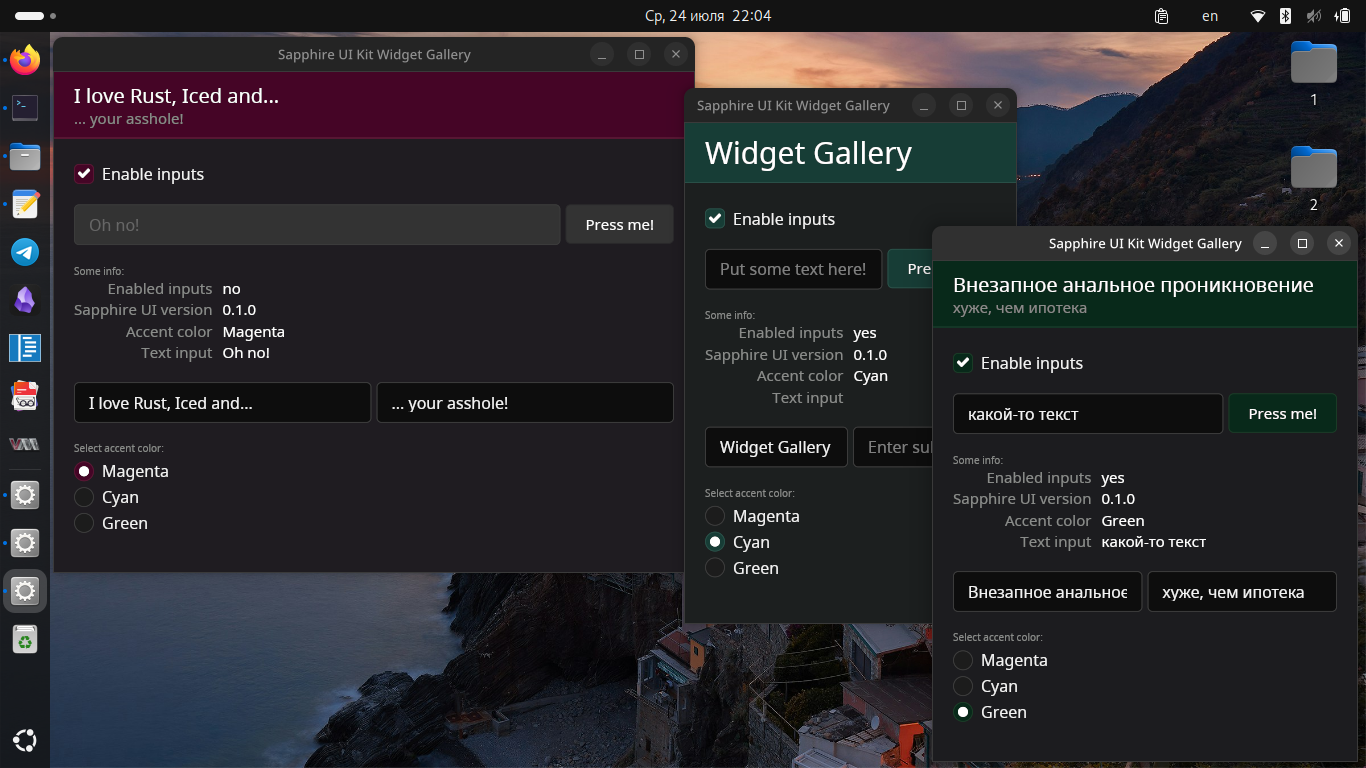 Ср, 24 июля 22:04
en
Sapphire UI Kit Widget Gallery
I love Rust, Iced and...
... your asshole!
Enable inputs
Oh no!
Press me!
Some info:
Enabled inputs no
Sapphire UI version 0.1.0
Accent color Magenta
Text input Oh no!
I love Rust, Iced and...
... your asshole!
Select accent color:
Magenta
Cyan
Green
Sapphire UI Kit Widget Gallery
Widget Gallery
Enable inputs
Put some text here!
Pre
Some info:
Enabled inputs yes
Sapphire UI version 0.1.0
Accent color Cyan
Text input
Widget Gallery
Enter sul
Select accent color:
Magenta
Cyan
Green
Sapphire UI Kit Widget Gallery
Внезапное анальное проникновение
хуже, чем ипотека
Enable inputs
какой-то текст
Press me!
Some info:
Enabled inputs yes
Sapphire UI version 0.1.0
Accent color Green
Text input какой-то текст
Внезапное анальное
хуже, чем ипотека
Select accent color:
Magenta
Cyan
Green
1
2